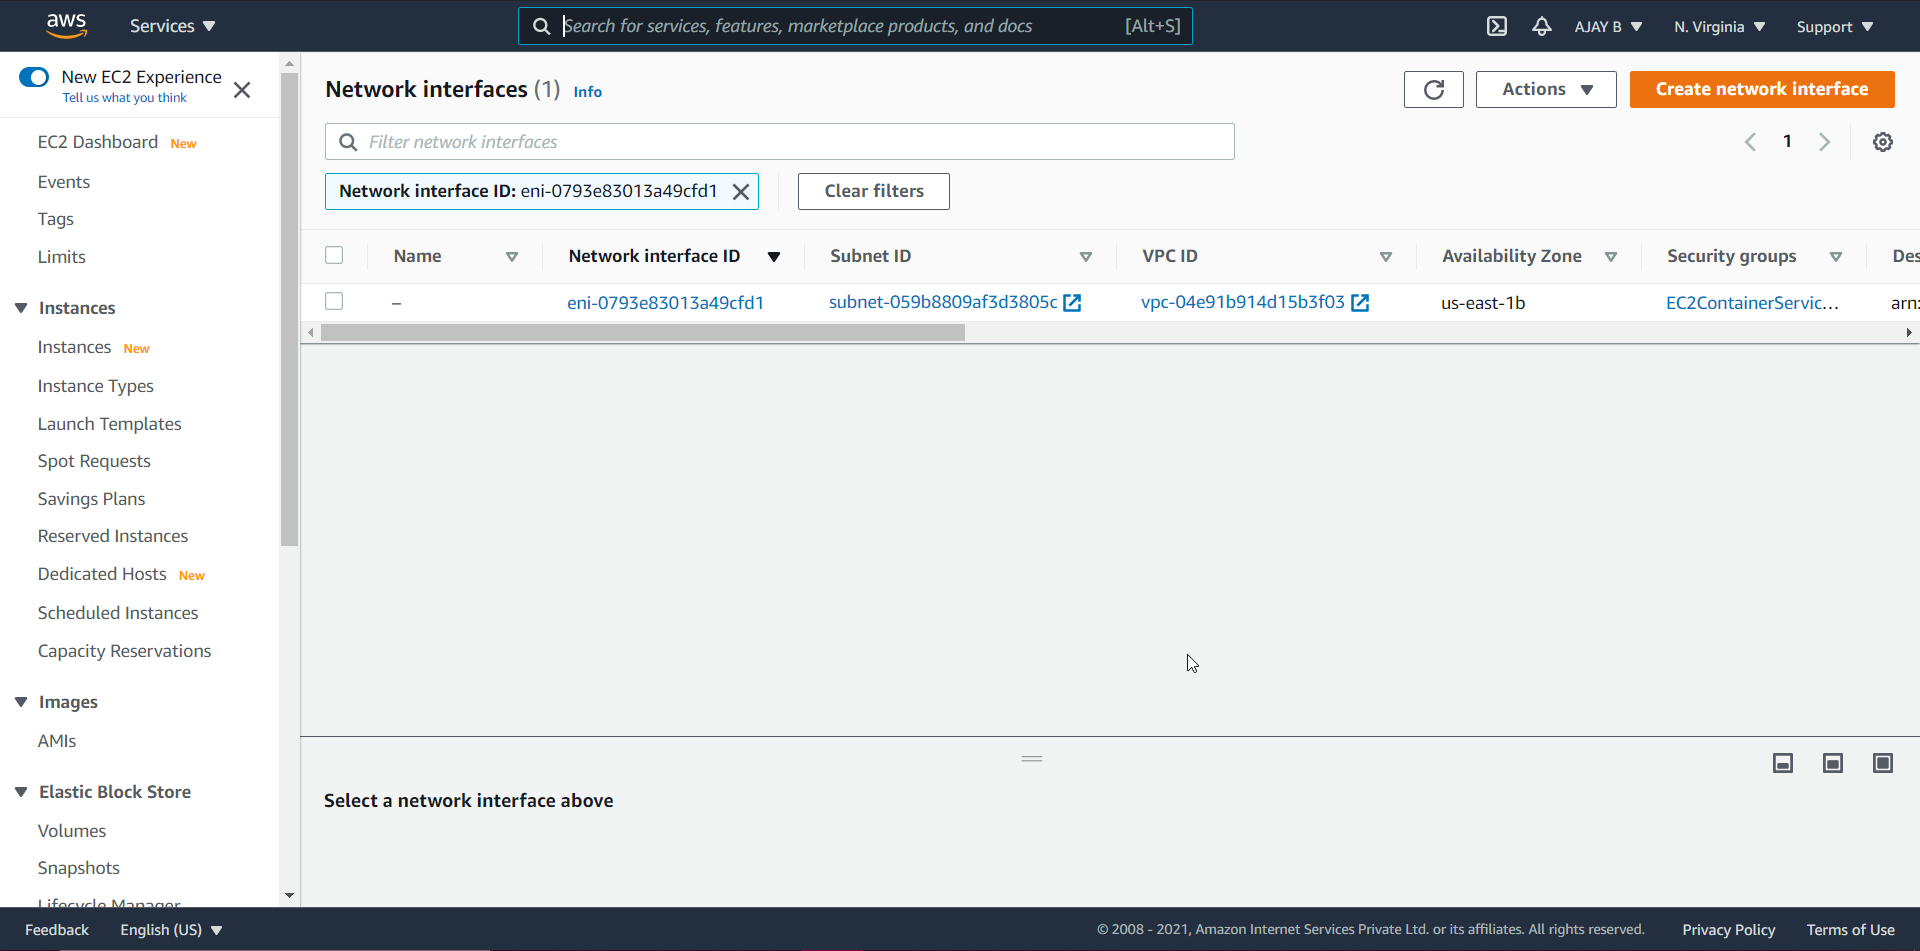 aws
Services
Search for services, features, marketplace products, and docs [Alt+S]
AJAY B
N. Virginia
Support
New EC2 Experience
Tell us what you think
EC2 Dashboard New
Events
Tags
Limits
Instances
Instances New
Instance Types
Launch Templates
Spot Requests
Savings Plans
Reserved Instances
Dedicated Hosts New
Scheduled Instances
Capacity Reservations
Images
AMIs
Elastic Block Store
Volumes
Snapshots
Lifecycle Manager
Network interfaces (1) Info
Actions
Create network interface
Filter network interfaces
1
Network interface ID: eni-0793e83013a49cfd1
Clear filters
Name Network interface ID Subnet ID VPC ID Availability Zone Security groups Des
– eni-0793e83013a49cfd1 subnet-059b8809af3d3805c vpc-04e91b914d15b3f03 us-east-1b EC2ContainerServic... arn:
Select a network interface above
Feedback English (US) © 2008 - 2021, Amazon Internet Services Private Ltd. or its affiliates. All rights reserved. Privacy Policy Terms of Use